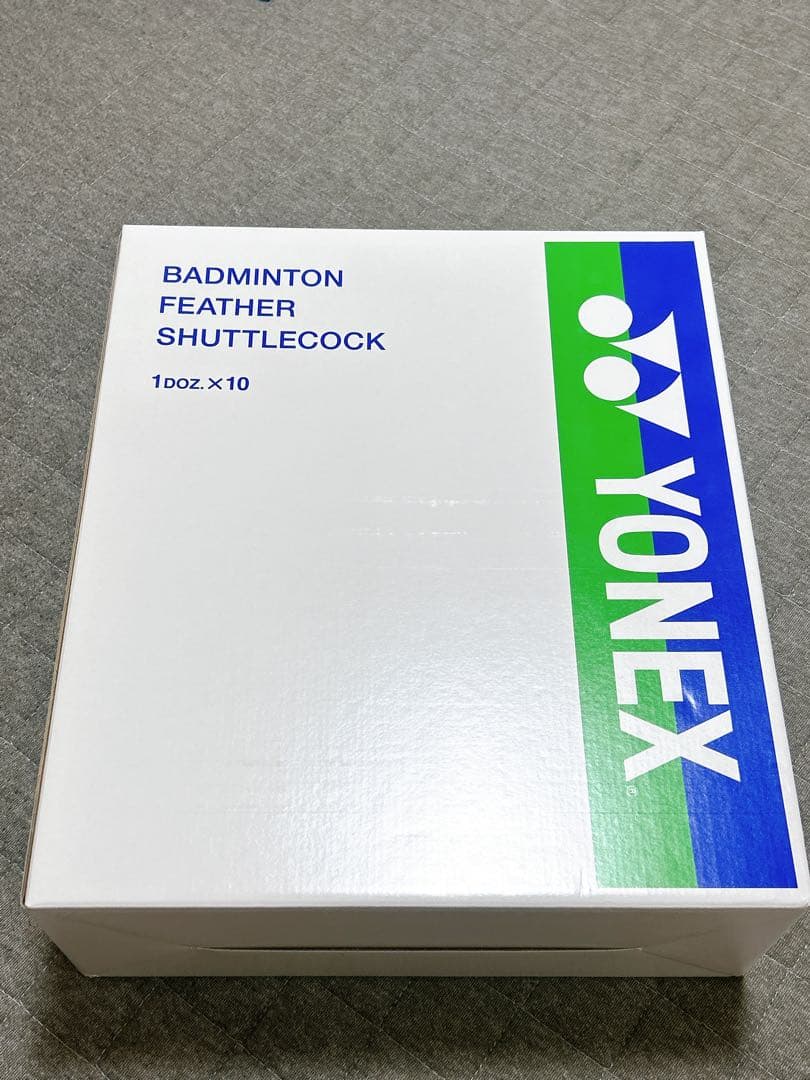 BADMINTON
FEATHER
SHUTTLECOCK
1DOZ.×10
YONEX®